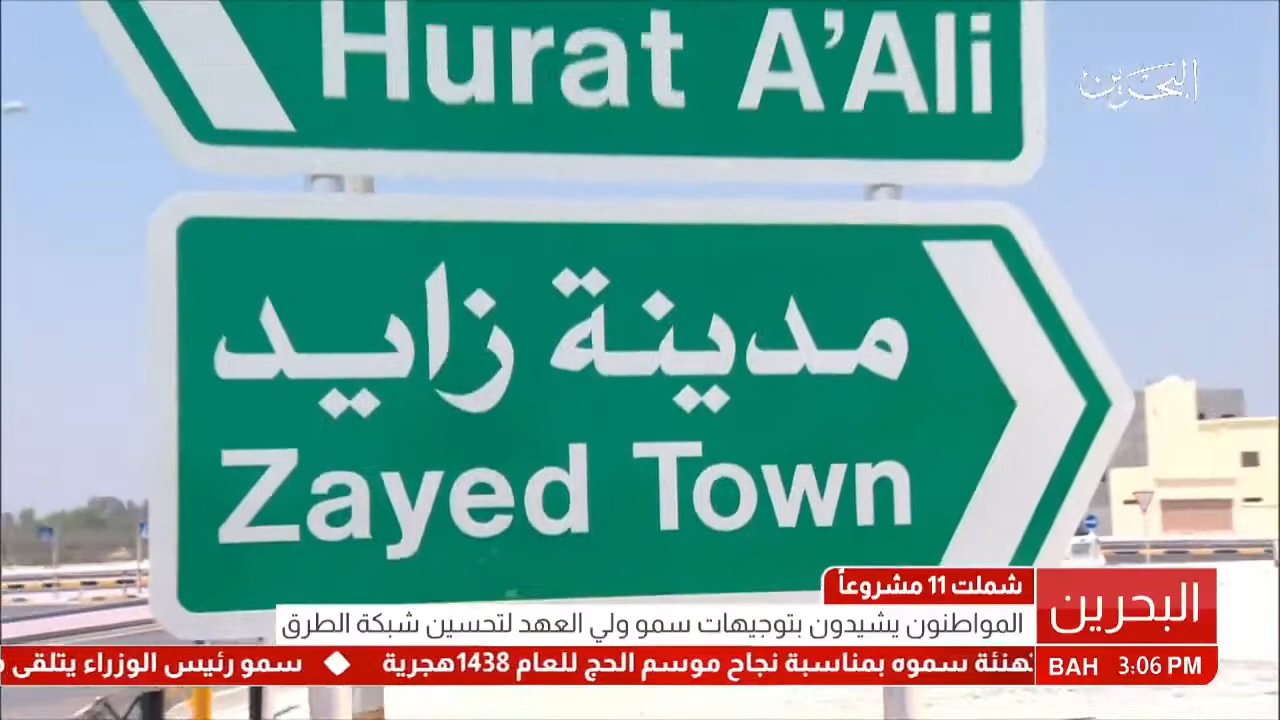 Hurat A'Ali
البحرين
مدينة زايد
Zayed Town
شملت 11 مشروعاً
المواطنون يشيدون بتوجيهات سمو ولي العهد لتحسين شبكة الطرق
البحرين
تهنئة سموه بمناسبة نجاح موسم الحج للعام 1438هجرية ◆ سمو رئيس الوزراء يتلقى
BAH 3:06 PM